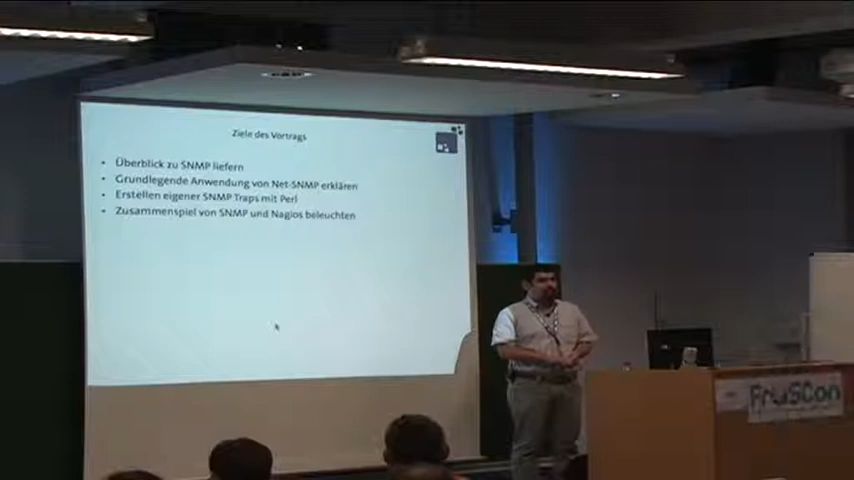 Ziele des Vortrags
• Überblick zu SNMP liefern
• Grundlegende Anwendung von Net-SNMP erklären
• Erstellen eigener SNMP Traps mit Perl
• Zusammenspiel von SNMP und Nagios beleuchten
FrOSCon